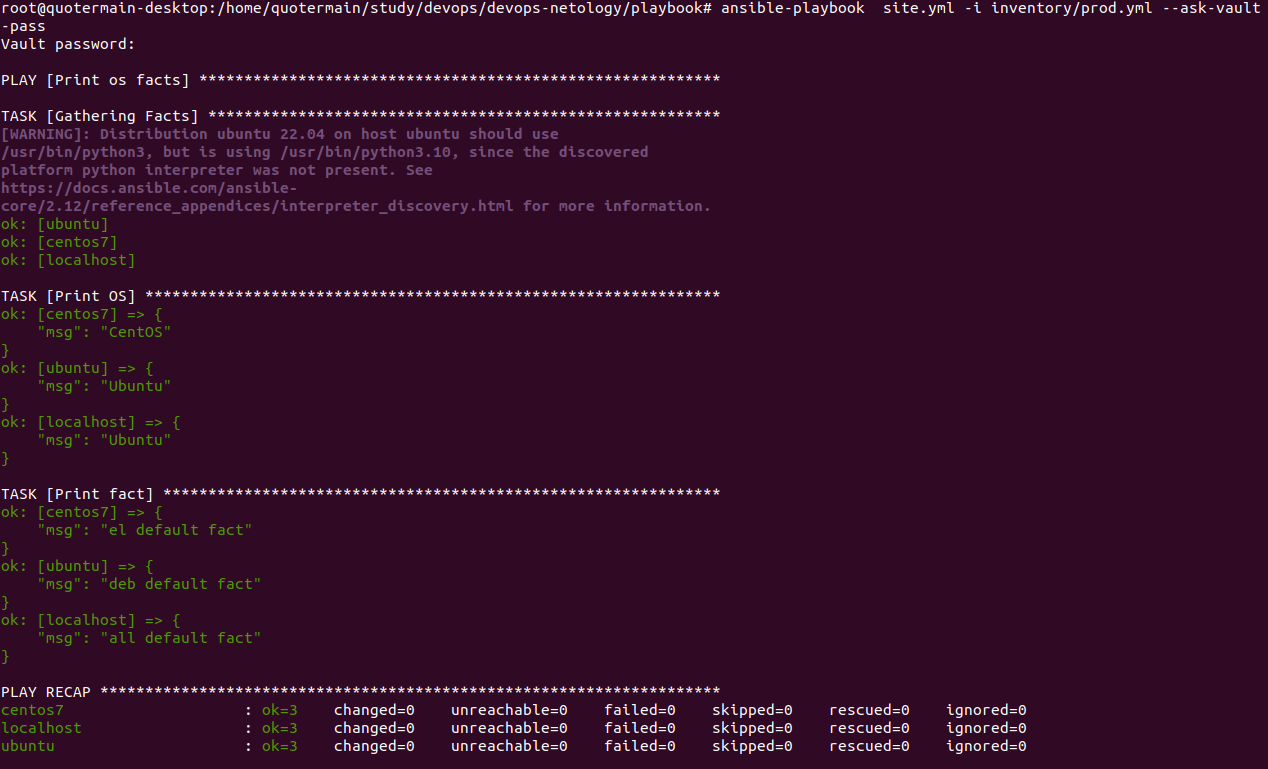 root@quotermain-desktop:/home/quotermain/study/devops/devops-netology/playbook# ansible-playbook  site.yml -i inventory/prod.yml --ask-vault
-pass
Vault password:

PLAY [Print os facts] **********************************************************

TASK [Gathering Facts] *********************************************************
[WARNING]: Distribution ubuntu 22.04 on host ubuntu should use
/usr/bin/python3, but is using /usr/bin/python3.10, since the discovered
platform python interpreter was not present. See
https://docs.ansible.com/ansible-
core/2.12/reference_appendices/interpreter_discovery.html for more information.
ok: [ubuntu]
ok: [centos7]
ok: [localhost]

TASK [Print OS] ****************************************************************
ok: [centos7] => {
    "msg": "CentOS"
}
ok: [ubuntu] => {
    "msg": "Ubuntu"
}
ok: [localhost] => {
    "msg": "Ubuntu"
}

TASK [Print fact] **************************************************************
ok: [centos7] => {
    "msg": "el default fact"
}
ok: [ubuntu] => {
    "msg": "deb default fact"
}
ok: [localhost] => {
    "msg": "all default fact"
}

PLAY RECAP *********************************************************************
centos7                    : ok=3    changed=0    unreachable=0    failed=0    skipped=0    rescued=0    ignored=0
localhost                  : ok=3    changed=0    unreachable=0    failed=0    skipped=0    rescued=0    ignored=0
ubuntu                     : ok=3    changed=0    unreachable=0    failed=0    skipped=0    rescued=0    ignored=0